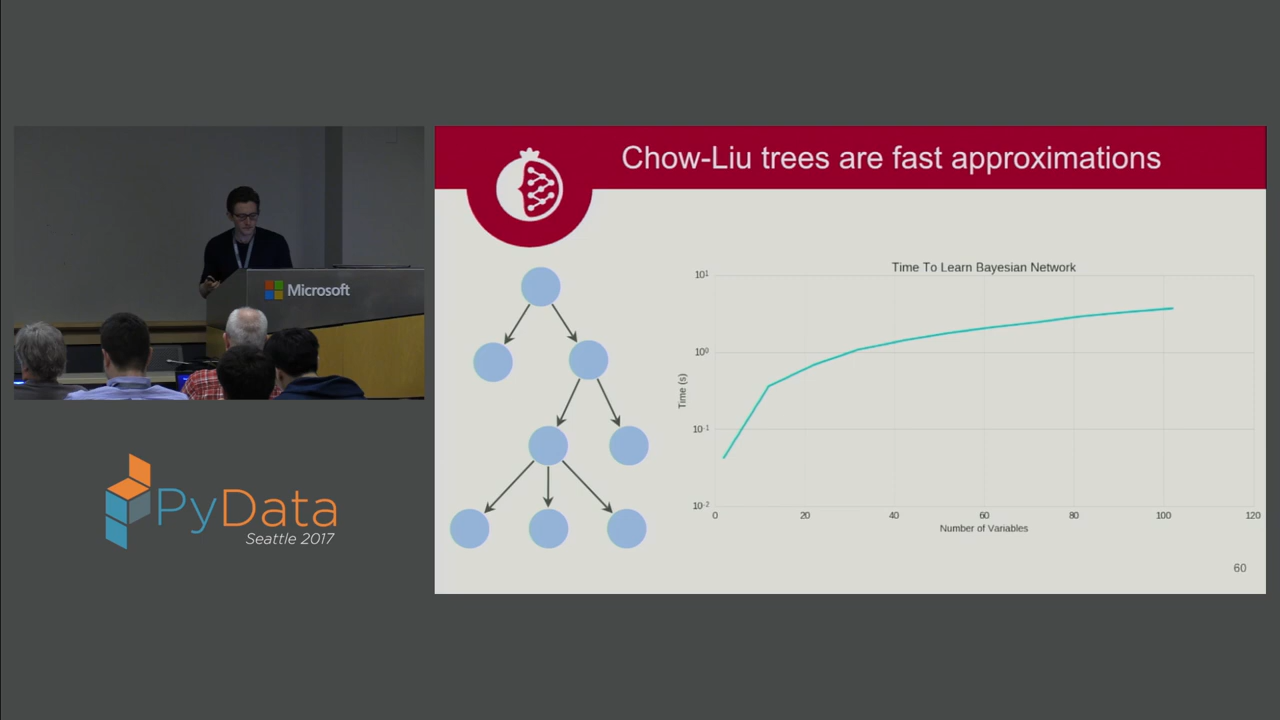 Chow-Liu trees are fast approximations
Microsoft
Time To Learn Bayesian Network
10¹
10⁰
10⁻¹
10⁻²
Time (s)
0 20 40 60 80 100 120
Number of Variables
60
PyData
Seattle 2017